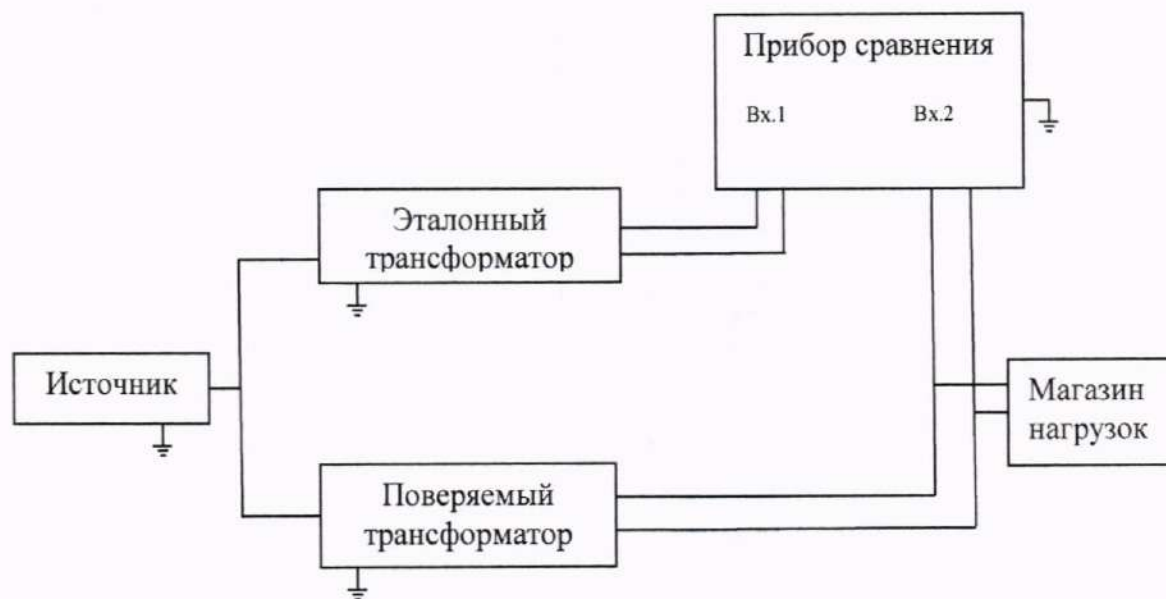 Прибор сравнения
Вх.1 Вх.2
Эталонный
трансформатор
Источник
Магазин
нагрузок
Поверяемый
трансформатор